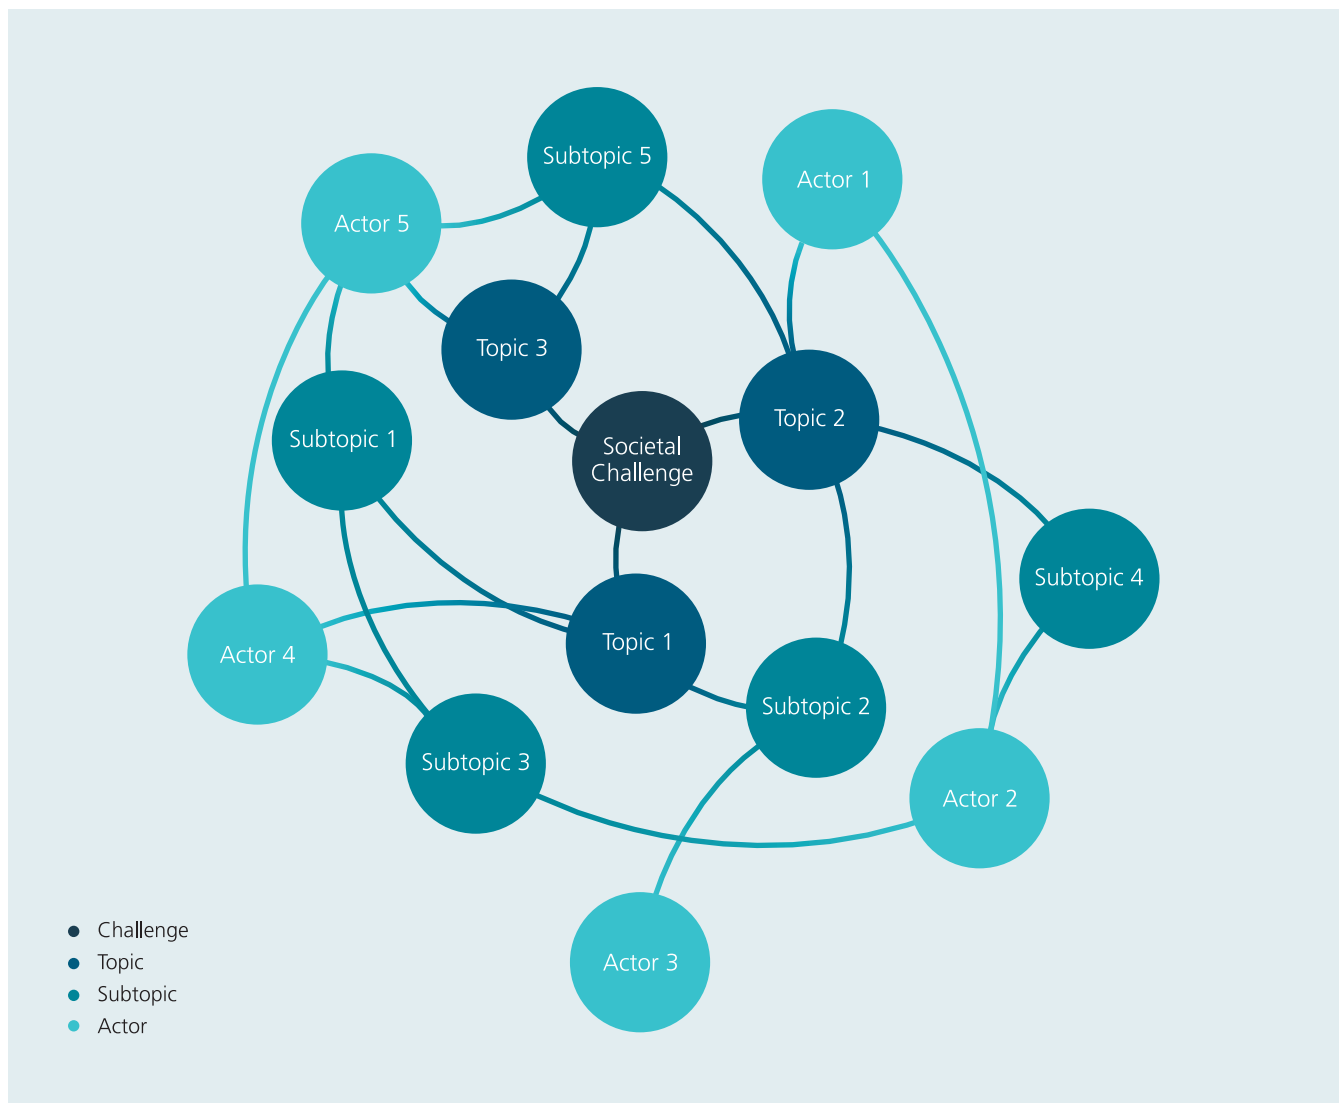 Subtopic 5
Actor 1
Actor 5
Topic 3
Topic 2
Subtopic 1
Societal
Challenge
Subtopic 4
Topic 1
Actor 4
Subtopic 2
Subtopic 3
Actor 2
Actor 3
Challenge
Topic
Subtopic
Actor